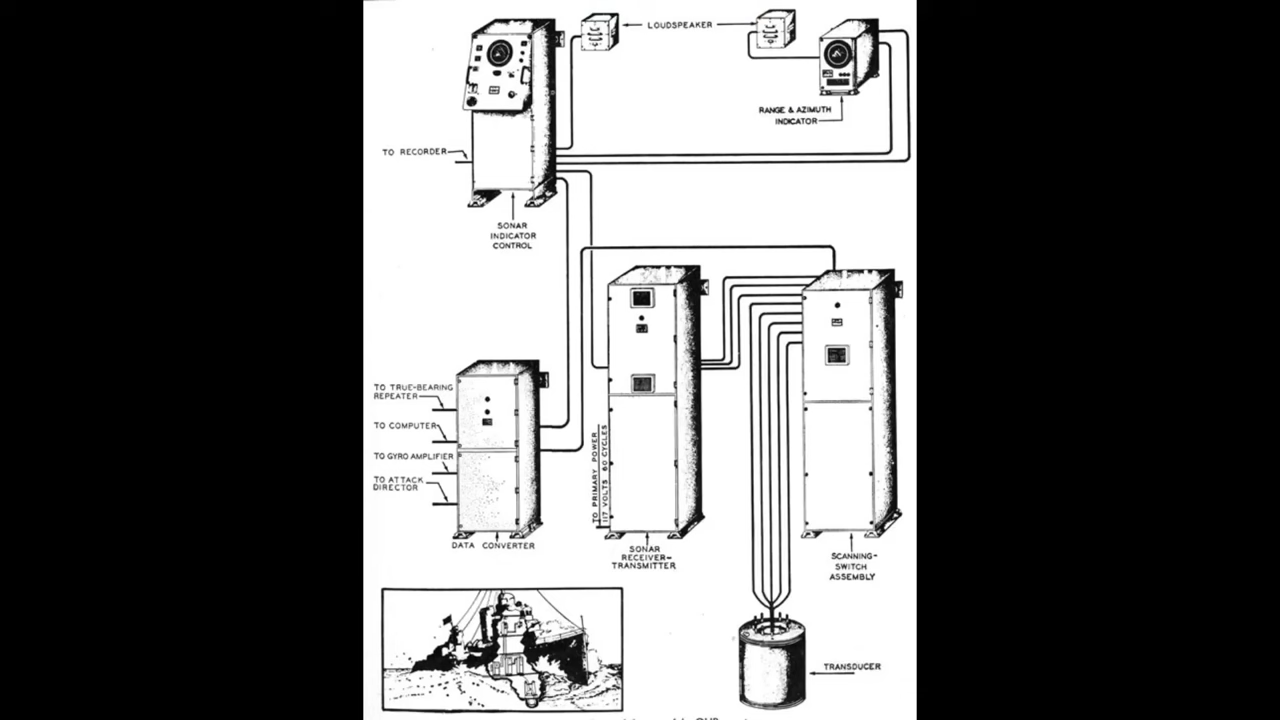 LOUDSPEAKER
RANGE & AZIMUTH
INDICATOR
TO RECORDER
SONAR
INDICATOR
CONTROL
TO TRUE-BEARING
REPEATER
TO COMPUTER
TO GYRO AMPLIFIER
TO ATTACK
DIRECTOR
TO PRIMARY POWER
117 VOLTS 60 CYCLES
DATA CONVERTER
SONAR
RECEIVER-
TRANSMITTER
SCANNING-
SWITCH
ASSEMBLY
TRANSDUCER